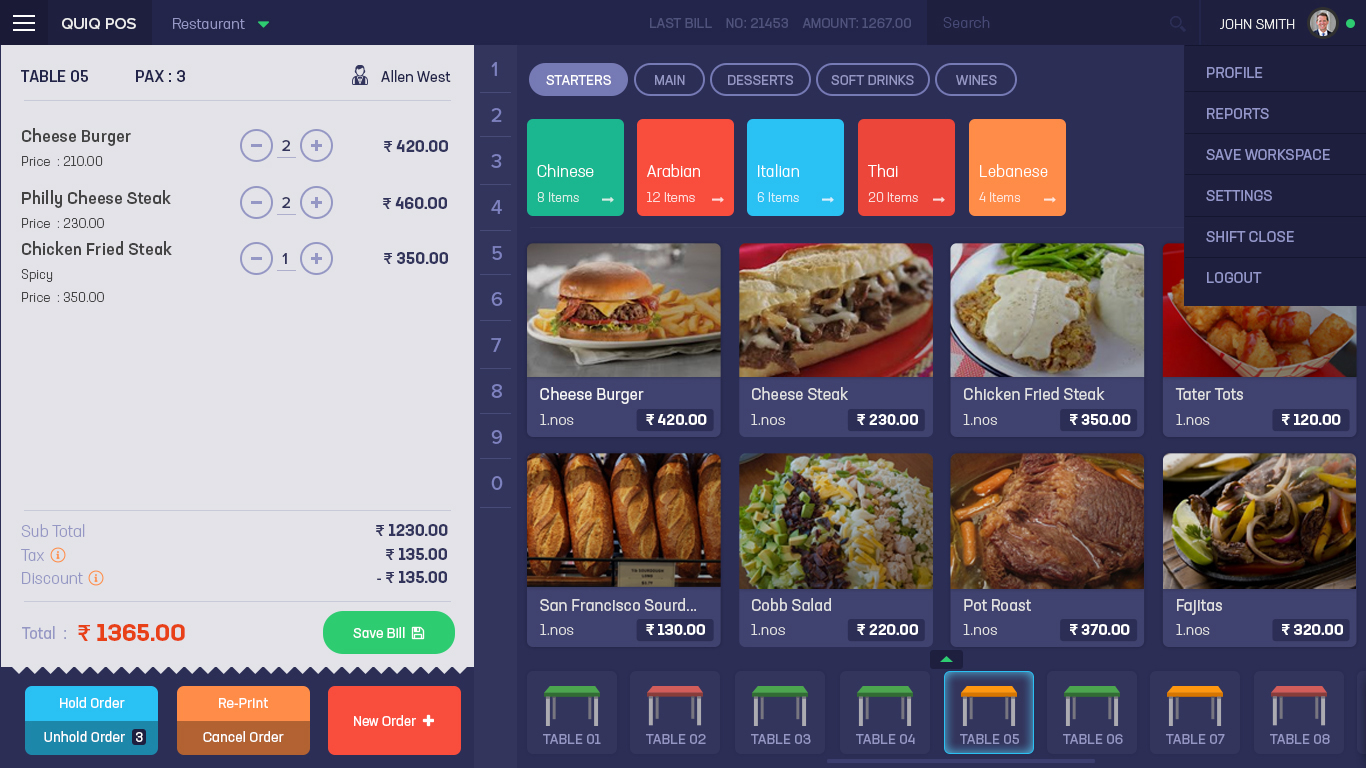 QUIQ POS
Restaurant
LAST BILL NO: 21453 AMOUNT: 1267.00
Search
JOHN SMITH
PROFILE
REPORTS
SAVE WORKSPACE
SETTINGS
SHIFT CLOSE
LOGOUT
TABLE 05 PAX : 3 Allen West
Cheese Burger
Price : 210.00
2
₹ 420.00
Philly Cheese Steak
Price : 230.00
2
₹ 460.00
Chicken Fried Steak
Spicy
Price : 350.00
1
₹ 350.00
Sub Total ₹ 1230.00
Tax ₹ 135.00
Discount - ₹ 135.00
Total : ₹ 1365.00
Save Bill
Hold Order
Unhold Order 3
Re-Print
Cancel Order
New Order
1
2
3
4
5
6
7
8
9
0
STARTERS MAIN DESSERTS SOFT DRINKS WINES
Chinese
8 Items
Arabian
12 Items
Italian
6 Items
Thai
20 Items
Lebanese
4 Items
Cheese Burger
1.nos ₹ 420.00
Cheese Steak
1.nos ₹ 230.00
Chicken Fried Steak
1.nos ₹ 350.00
Tater Tots
1.nos ₹ 120.00
San Francisco Sourd...
1.nos ₹ 130.00
Cobb Salad
1.nos ₹ 220.00
Pot Roast
1.nos ₹ 370.00
Fajitas
1.nos ₹ 320.00
TABLE 01
TABLE 02
TABLE 03
TABLE 04
TABLE 05
TABLE 06
TABLE 07
TABLE 08